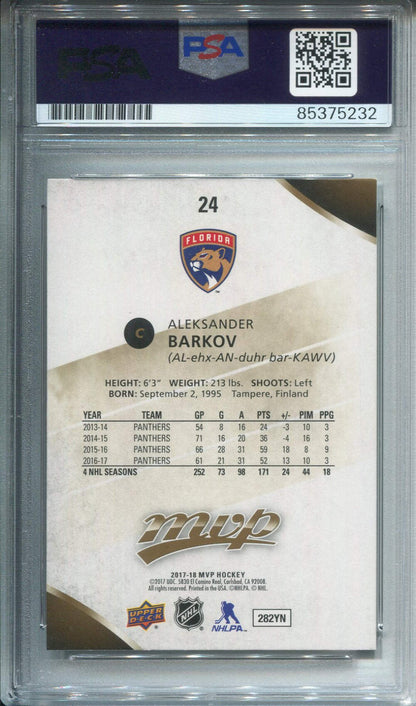 PSA PSA
85375232
24
FLORIDA
C ALEKSANDER
BARKOV
(AL-ehx-AN-duhr bar-KAWV)
HEIGHT: 6'3" WEIGHT: 213 lbs. SHOOTS: Left
BORN: September 2, 1995 Tampere, Finland
YEAR TEAM GP G A PTS +/- PIM PPG
2013-14 PANTHERS 54 8 16 24 -3 10 3
2014-15 PANTHERS 71 16 20 36 -4 16 3
2015-16 PANTHERS 66 28 31 59 18 8 9
2016-17 PANTHERS 61 21 31 52 13 10 3
4 NHL SEASONS 252 73 98 171 24 44 18
mvp
2017-18 MVP HOCKEY
©2017 UDC. 5830 El Camino Real, Carlsbad, CA 92008.
All rights reserved. Printed in the USA. ©NHLPA. © NHL.
UPPER DECK NHL NHLPA 282YN